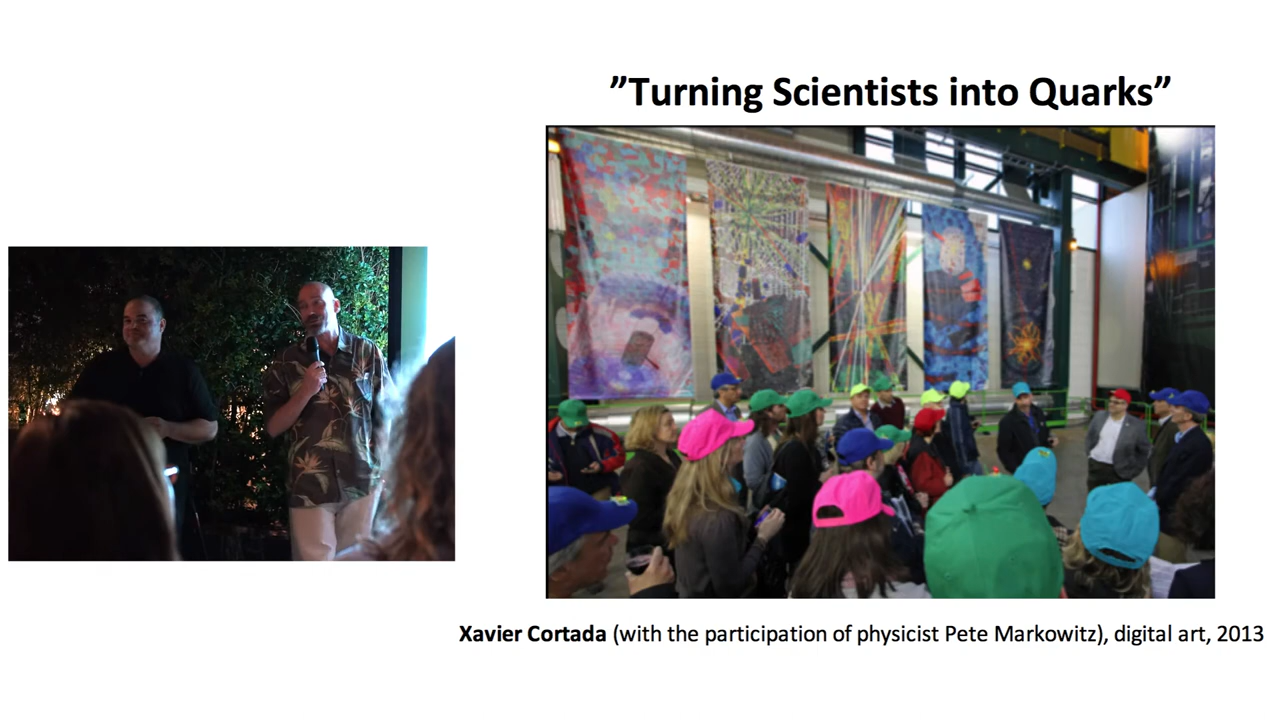 ”Turning Scientists into Quarks”
Xavier Cortada (with the participation of physicist Pete Markowitz), digital art, 2013